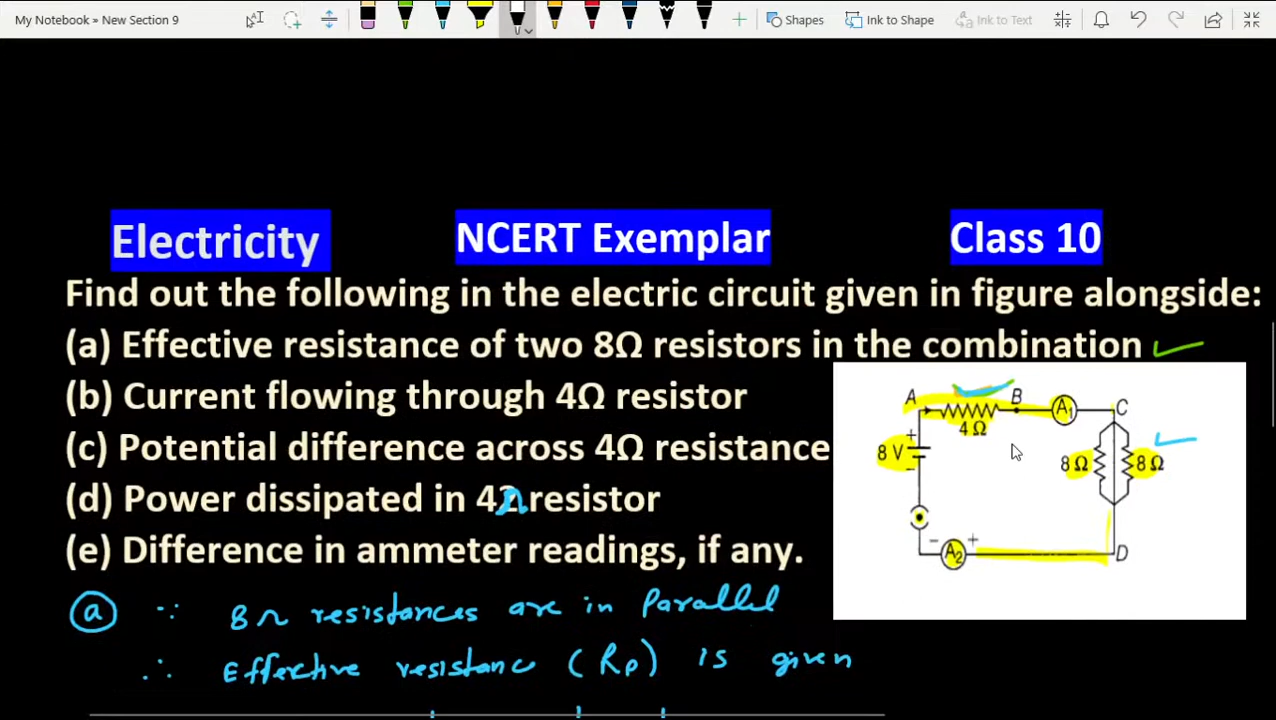 My Notebook » New Section 9
Shapes
Ink to Shape
Ink to Text
Electricity
NCERT Exemplar
Class 10
Find out the following in the electric circuit given in figure alongside:
(a) Effective resistance of two 8Ω resistors in the combination
(b) Current flowing through 4Ω resistor
(c) Potential difference across 4Ω resistance
(d) Power dissipated in 4Ω resistor
(e) Difference in ammeter readings, if any.
A
B
A₁
C
4 Ω
+
8 V
−
8 Ω
8 Ω
−
A₂
+
D
(a) ∵ 8Ω resistances are in Parallel
∴ Effective resistance (Rp) is given